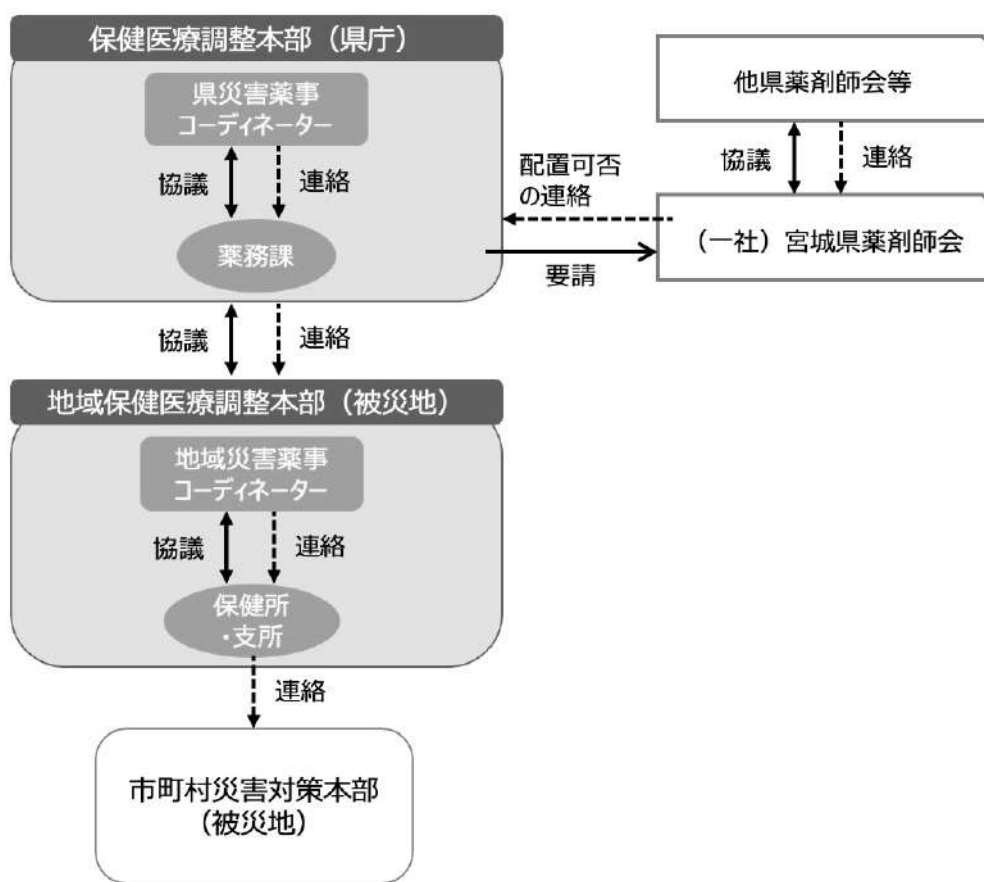 保健医療調整本部（県庁）
県災害薬事
コーディネーター
協議
連絡
薬務課
配置可否
の連絡
要請
他県薬剤師会等
協議
連絡
（一社）宮城県薬剤師会
協議
連絡
地域保健医療調整本部（被災地）
地域災害薬事
コーディネーター
協議
連絡
保健所
・支所
連絡
市町村災害対策本部
（被災地）